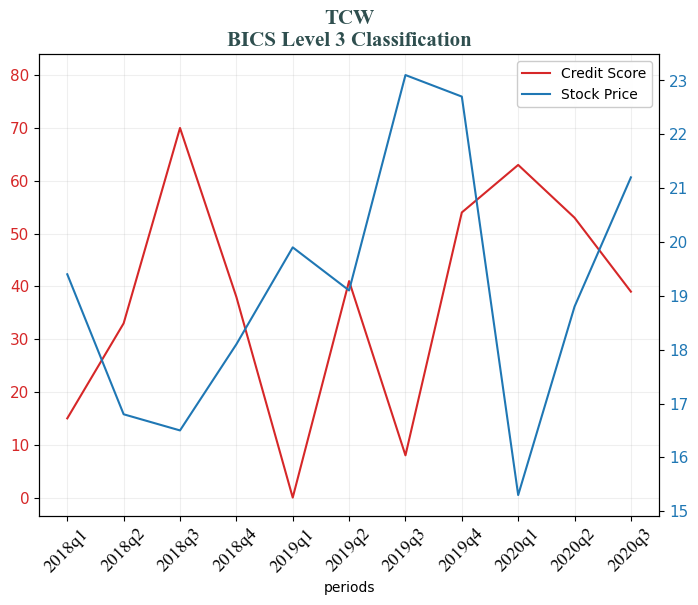 TCW
BICS Level 3 Classification
Credit Score
Stock Price
80
70
60
50
40
30
20
10
0
23
22
21
20
19
18
17
16
15
2018q1
2018q2
2018q3
2018q4
2019q1
2019q2
2019q3
2019q4
2020q1
2020q2
2020q3
periods